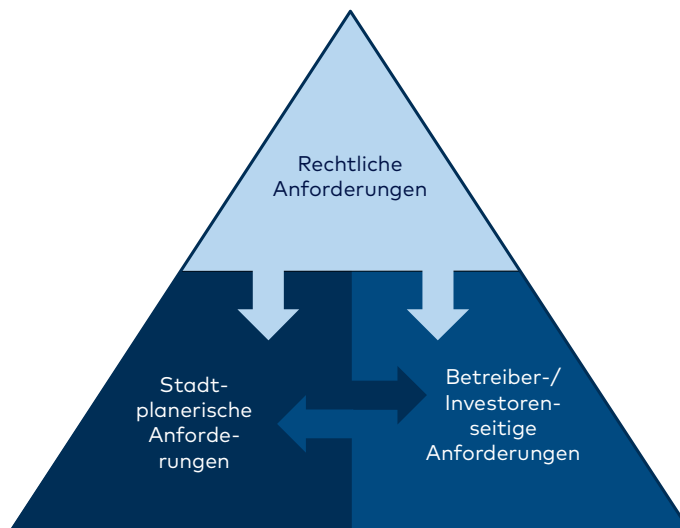 Rechtliche
Anforderungen
Stadt-
planerische
Anforde-
rungen
Betreiber-/
Investoren-
seitige
Anforderungen